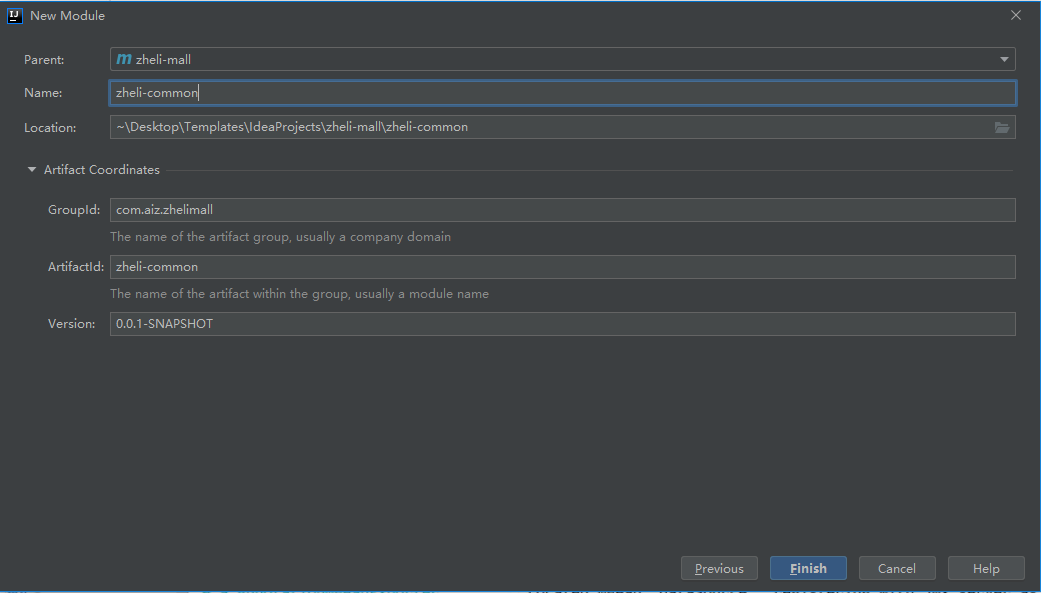 New Module
Parent: zheli-mall
Name: zheli-common
Location: ~\Desktop\Templates\IdeaProjects\zheli-mall\zheli-common
Artifact Coordinates
GroupId: com.aiz.zhelimall
The name of the artifact group, usually a company domain
ArtifactId: zheli-common
The name of the artifact within the group, usually a module name
Version: 0.0.1-SNAPSHOT
Previous Finish Cancel Help